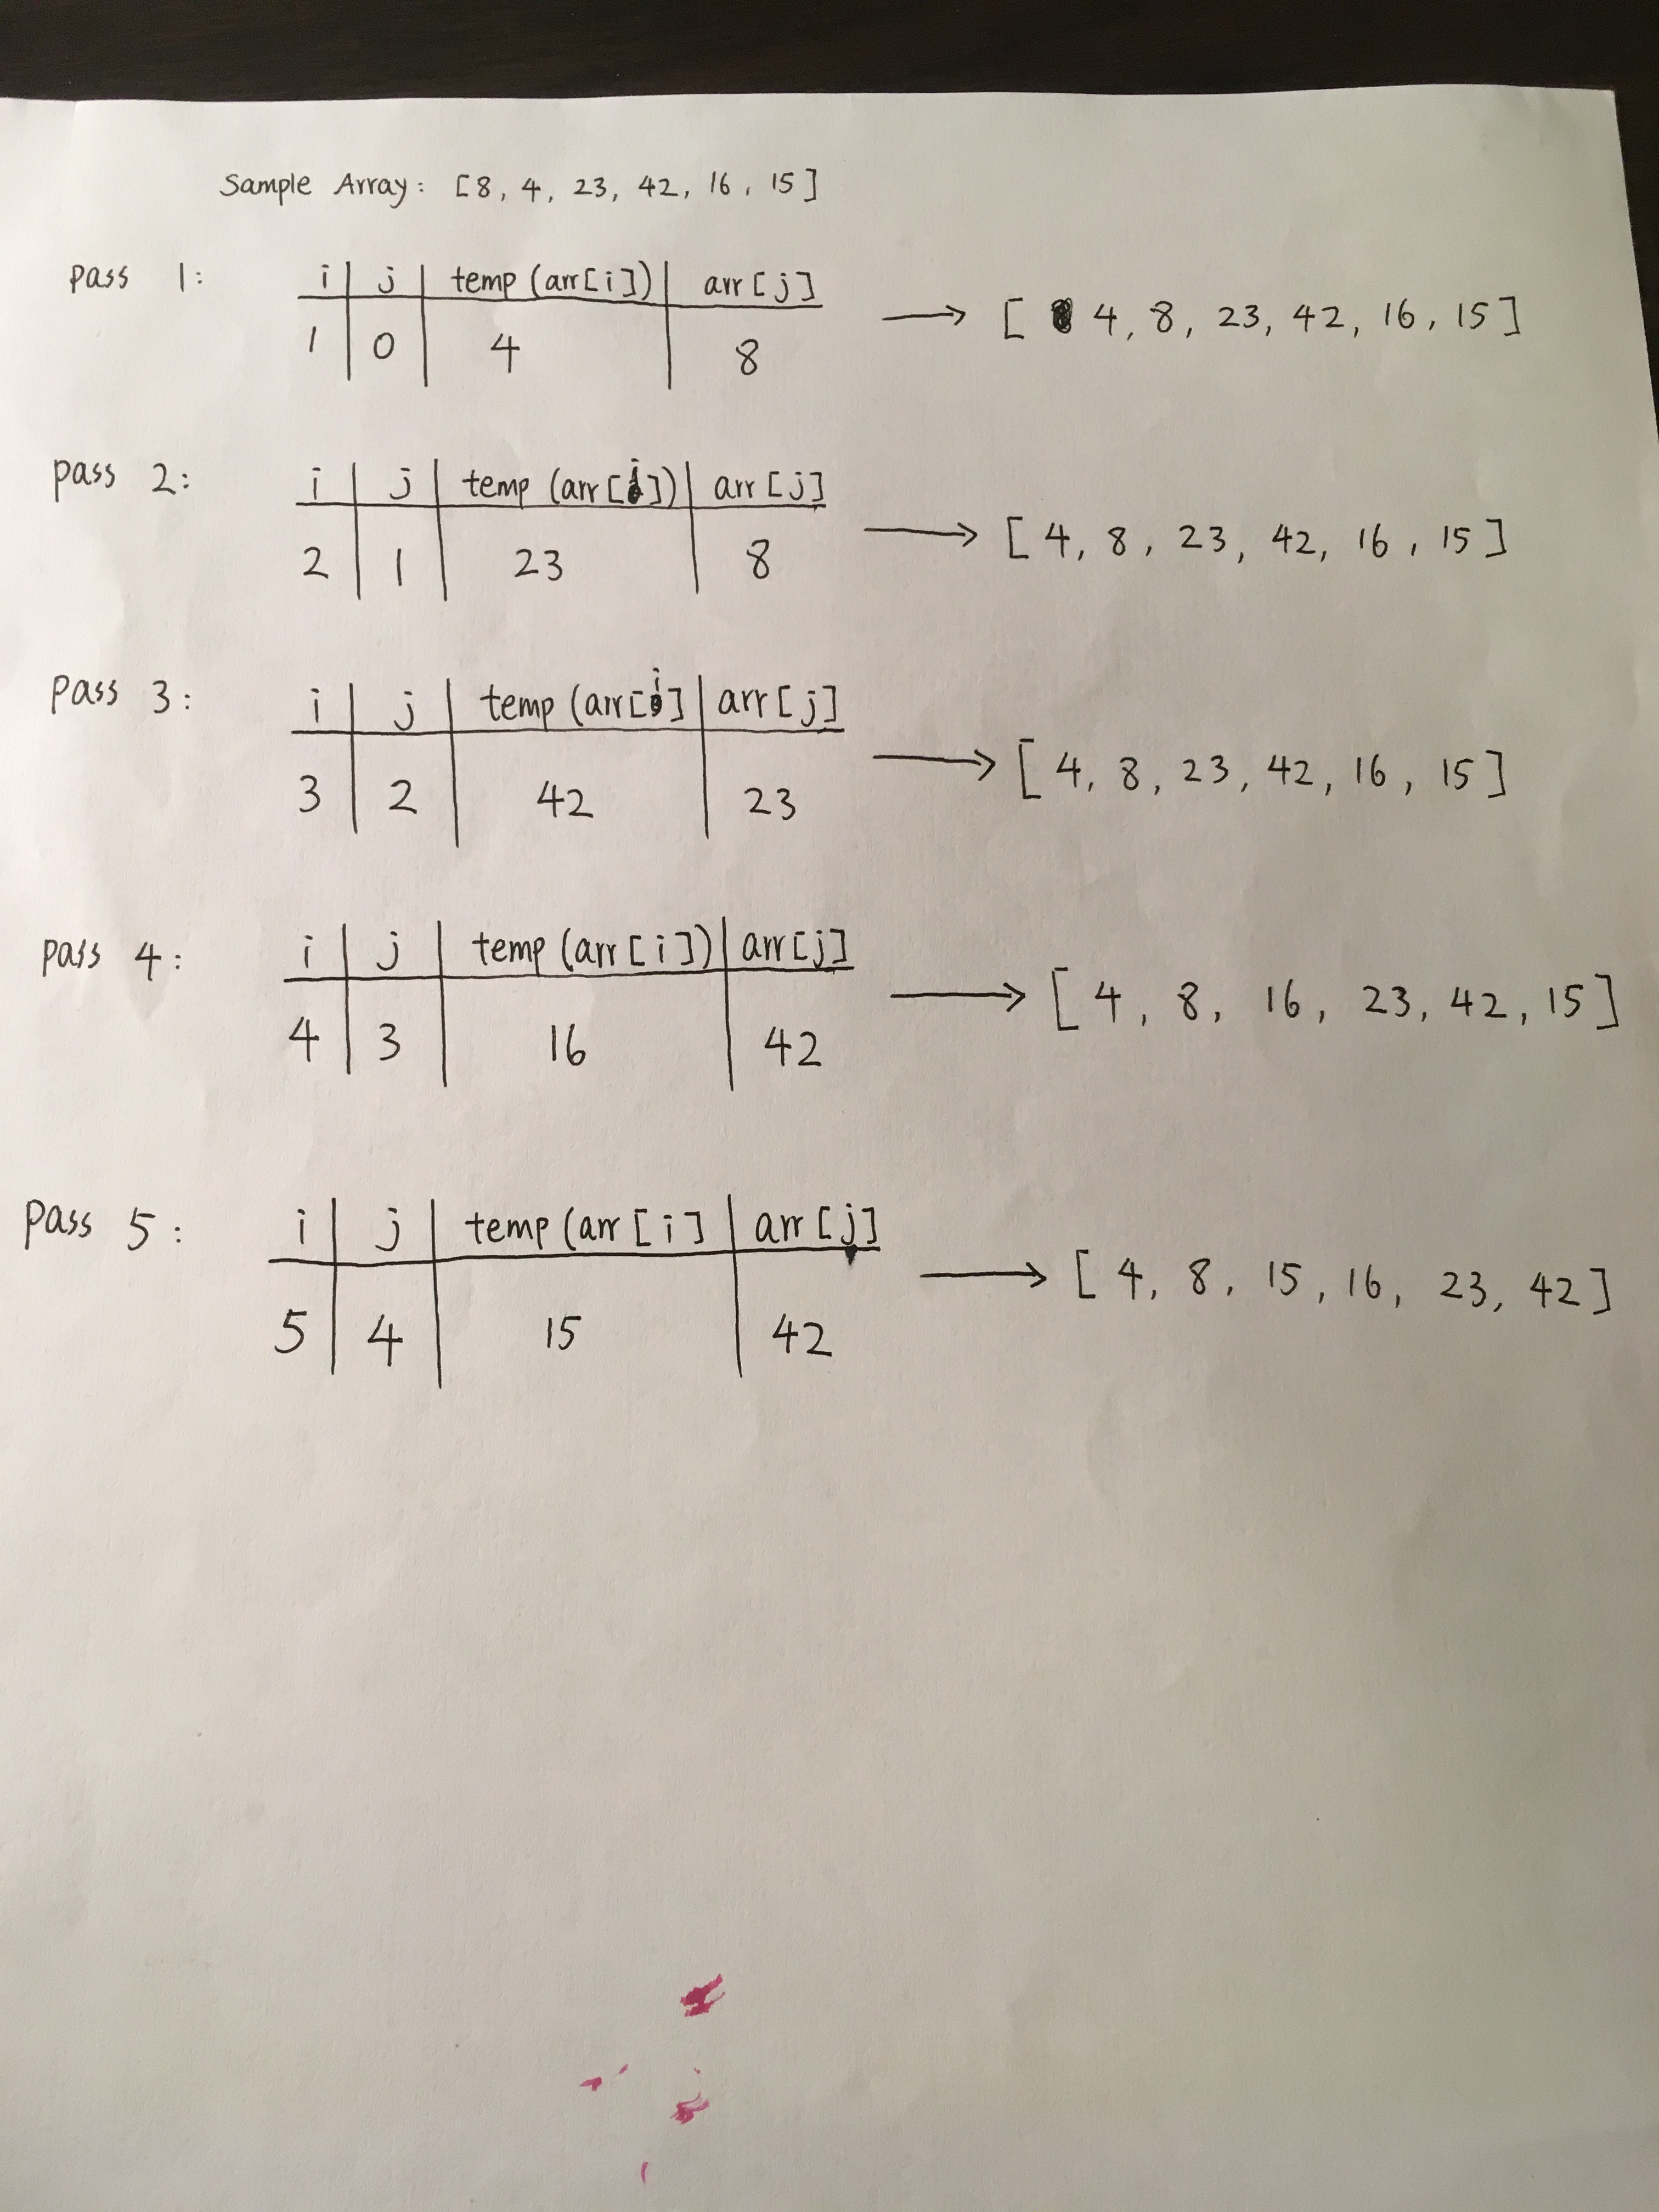 Sample Array: [8, 4, 23, 42, 16, 15]
pass 1: i j temp (arr[i]) arr[j]
1 0 4 8 → [4, 8, 23, 42, 16, 15]
pass 2: i j temp (arr[i]) arr[j]
2 1 23 8 → [4, 8, 23, 42, 16, 15]
pass 3: i j temp (arr[i] arr[j]
3 2 42 23 → [4, 8, 23, 42, 16, 15]
pass 4: i j temp (arr[i]) arr[j]
4 3 16 42 → [4, 8, 16, 23, 42, 15]
pass 5: i j temp (arr[i] arr[j]
5 4 15 42 → [4, 8, 15, 16, 23, 42]